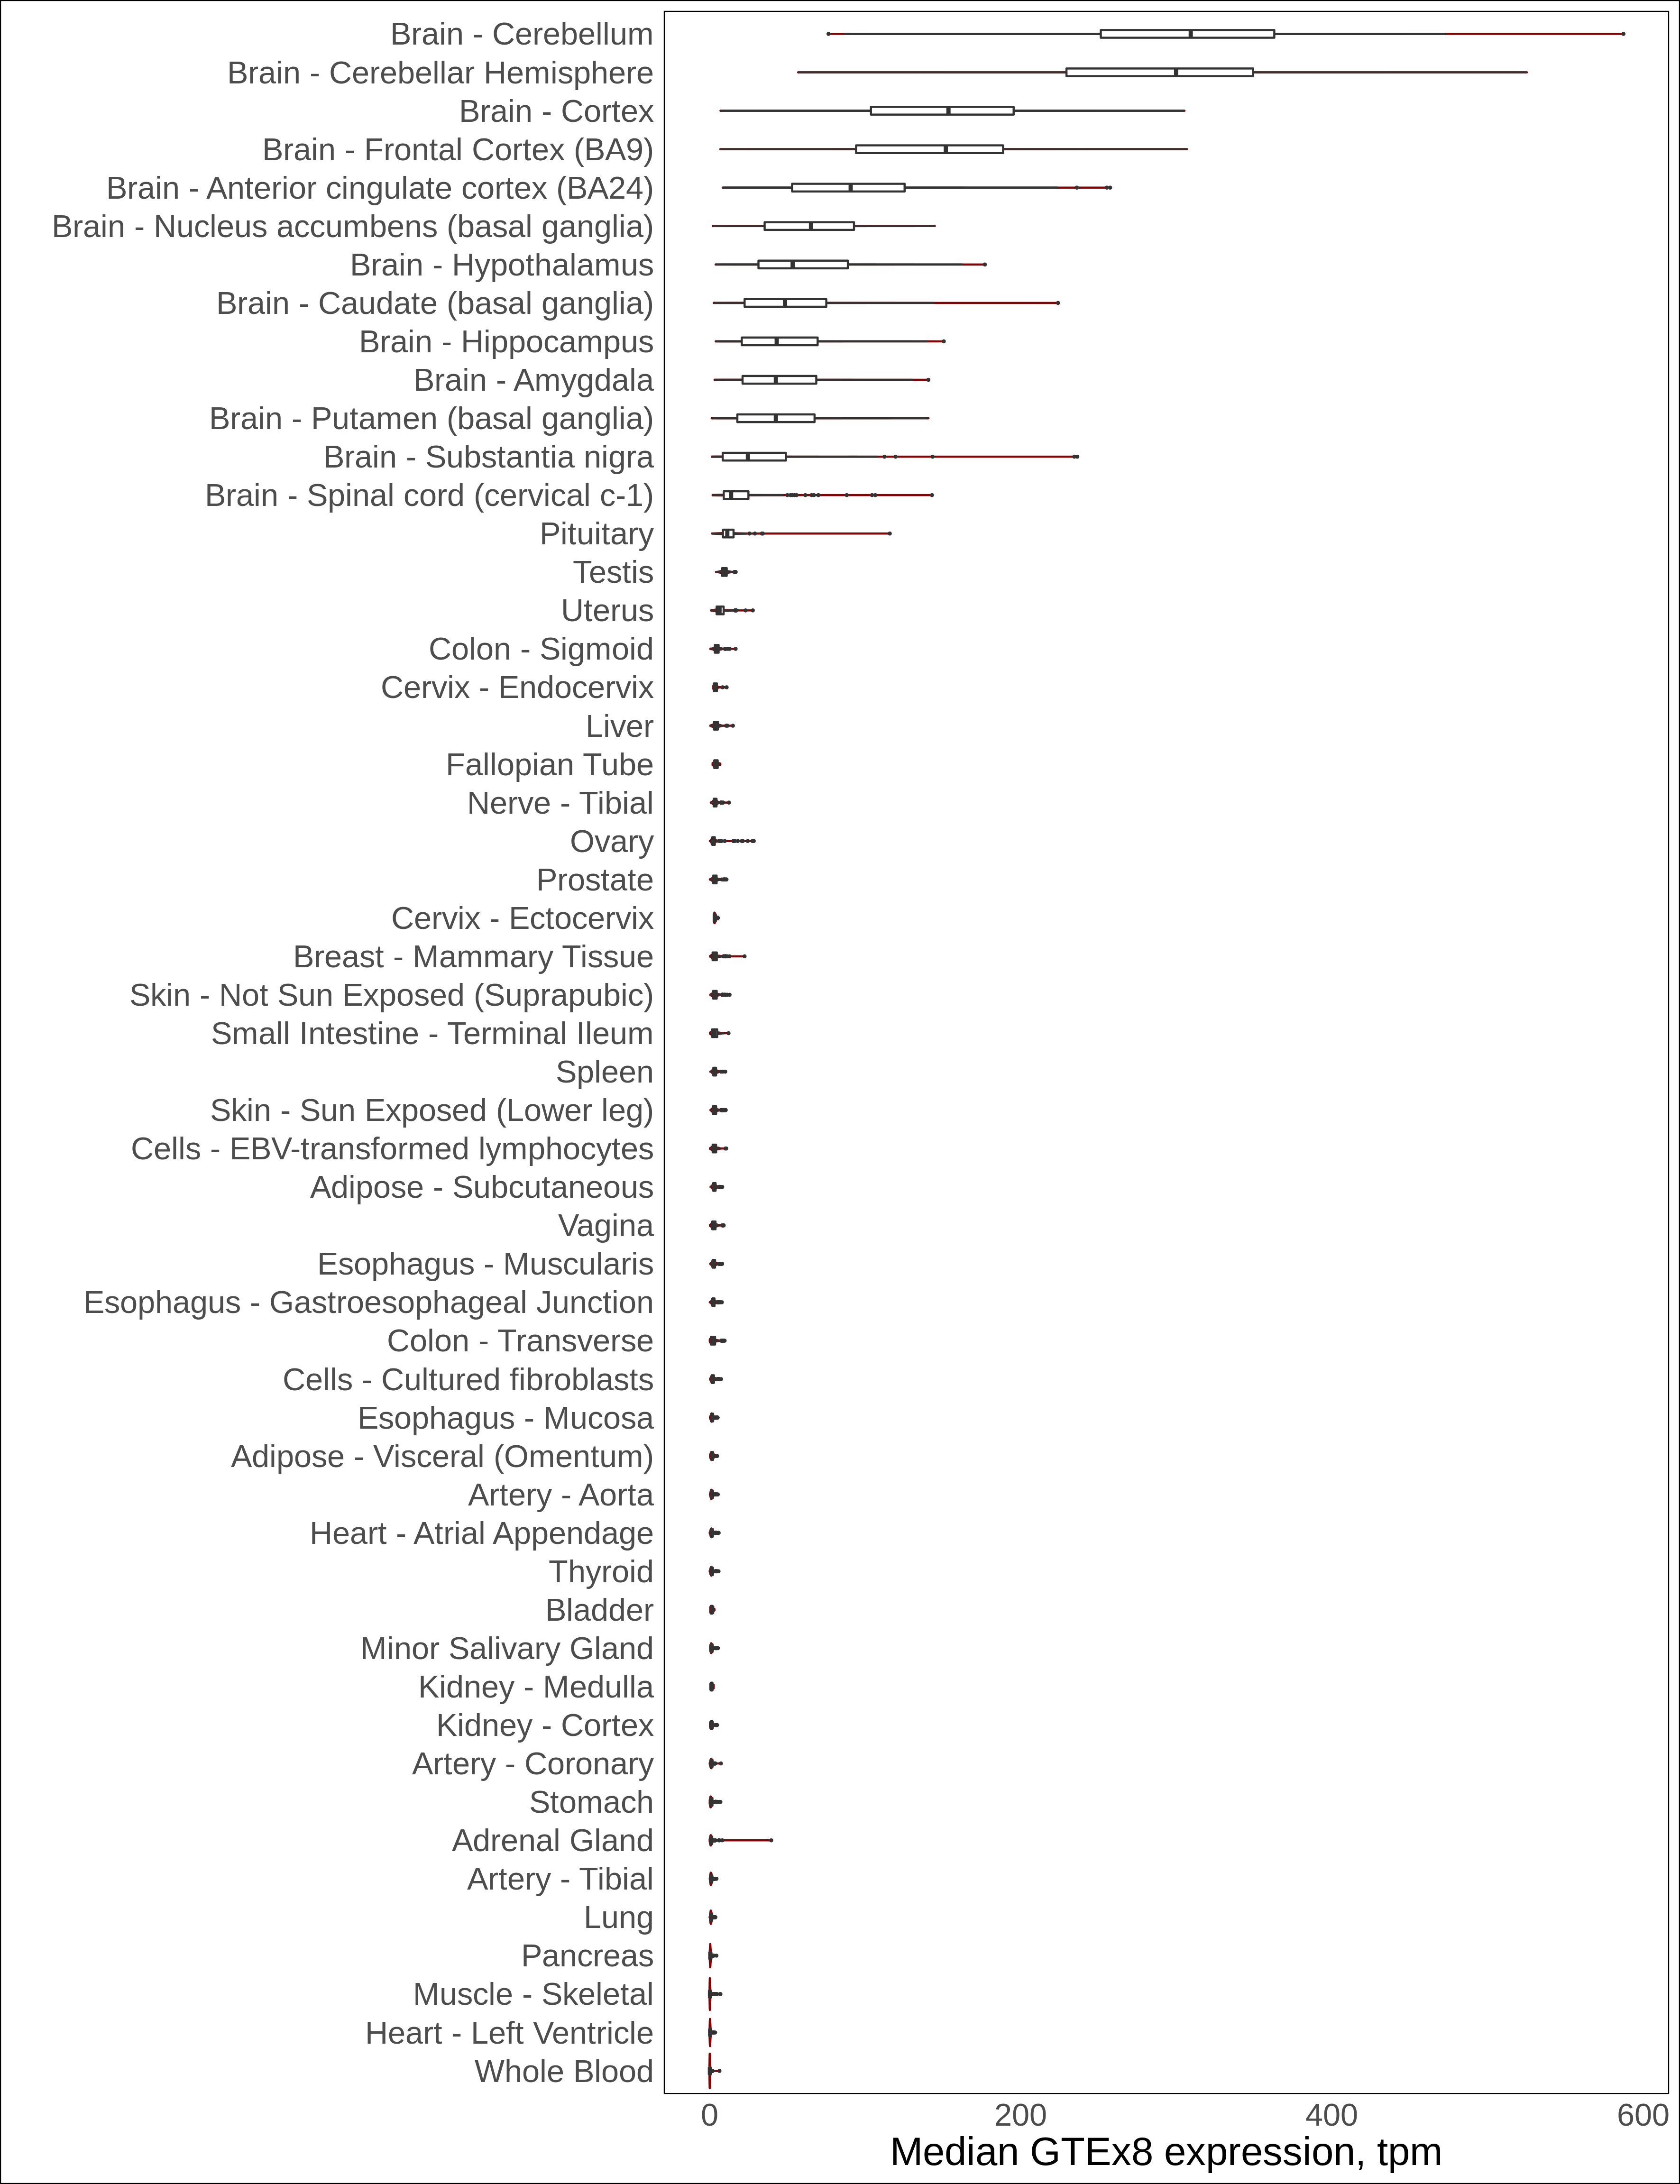 Brain - Cerebellum
Brain - Cerebellar Hemisphere
Brain - Cortex
Brain - Frontal Cortex (BA9)
Brain - Anterior cingulate cortex (BA24)
Brain - Nucleus accumbens (basal ganglia)
Brain - Hypothalamus
Brain - Caudate (basal ganglia)
Brain - Hippocampus
Brain - Amygdala
Brain - Putamen (basal ganglia)
Brain - Substantia nigra
Brain - Spinal cord (cervical c-1)
Pituitary
Testis
Uterus
Colon - Sigmoid
Cervix - Endocervix
Liver
Fallopian Tube
Nerve - Tibial
Ovary
Prostate
Cervix - Ectocervix
Breast - Mammary Tissue
Skin - Not Sun Exposed (Suprapubic)
Small Intestine - Terminal Ileum
Spleen
Skin - Sun Exposed (Lower leg)
Cells - EBV-transformed lymphocytes
Adipose - Subcutaneous
Vagina
Esophagus - Muscularis
Esophagus - Gastroesophageal Junction
Colon - Transverse
Cells - Cultured fibroblasts
Esophagus - Mucosa
Adipose - Visceral (Omentum)
Artery - Aorta
Heart - Atrial Appendage
Thyroid
Bladder
Minor Salivary Gland
Kidney - Medulla
Kidney - Cortex
Artery - Coronary
Stomach
Adrenal Gland
Artery - Tibial
Lung
Pancreas
Muscle - Skeletal
Heart - Left Ventricle
Whole Blood
0 200 400 600
Median GTEx8 expression, tpm